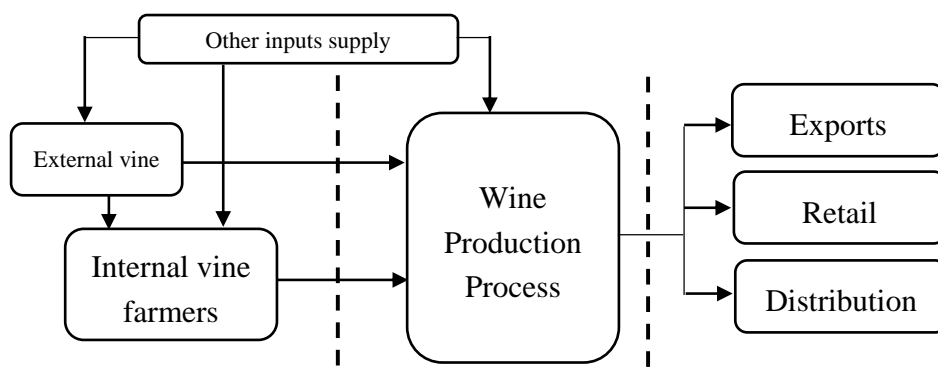 Other inputs supply
External vine
Internal vine
farmers
Wine
Production
Process
Exports
Retail
Distribution